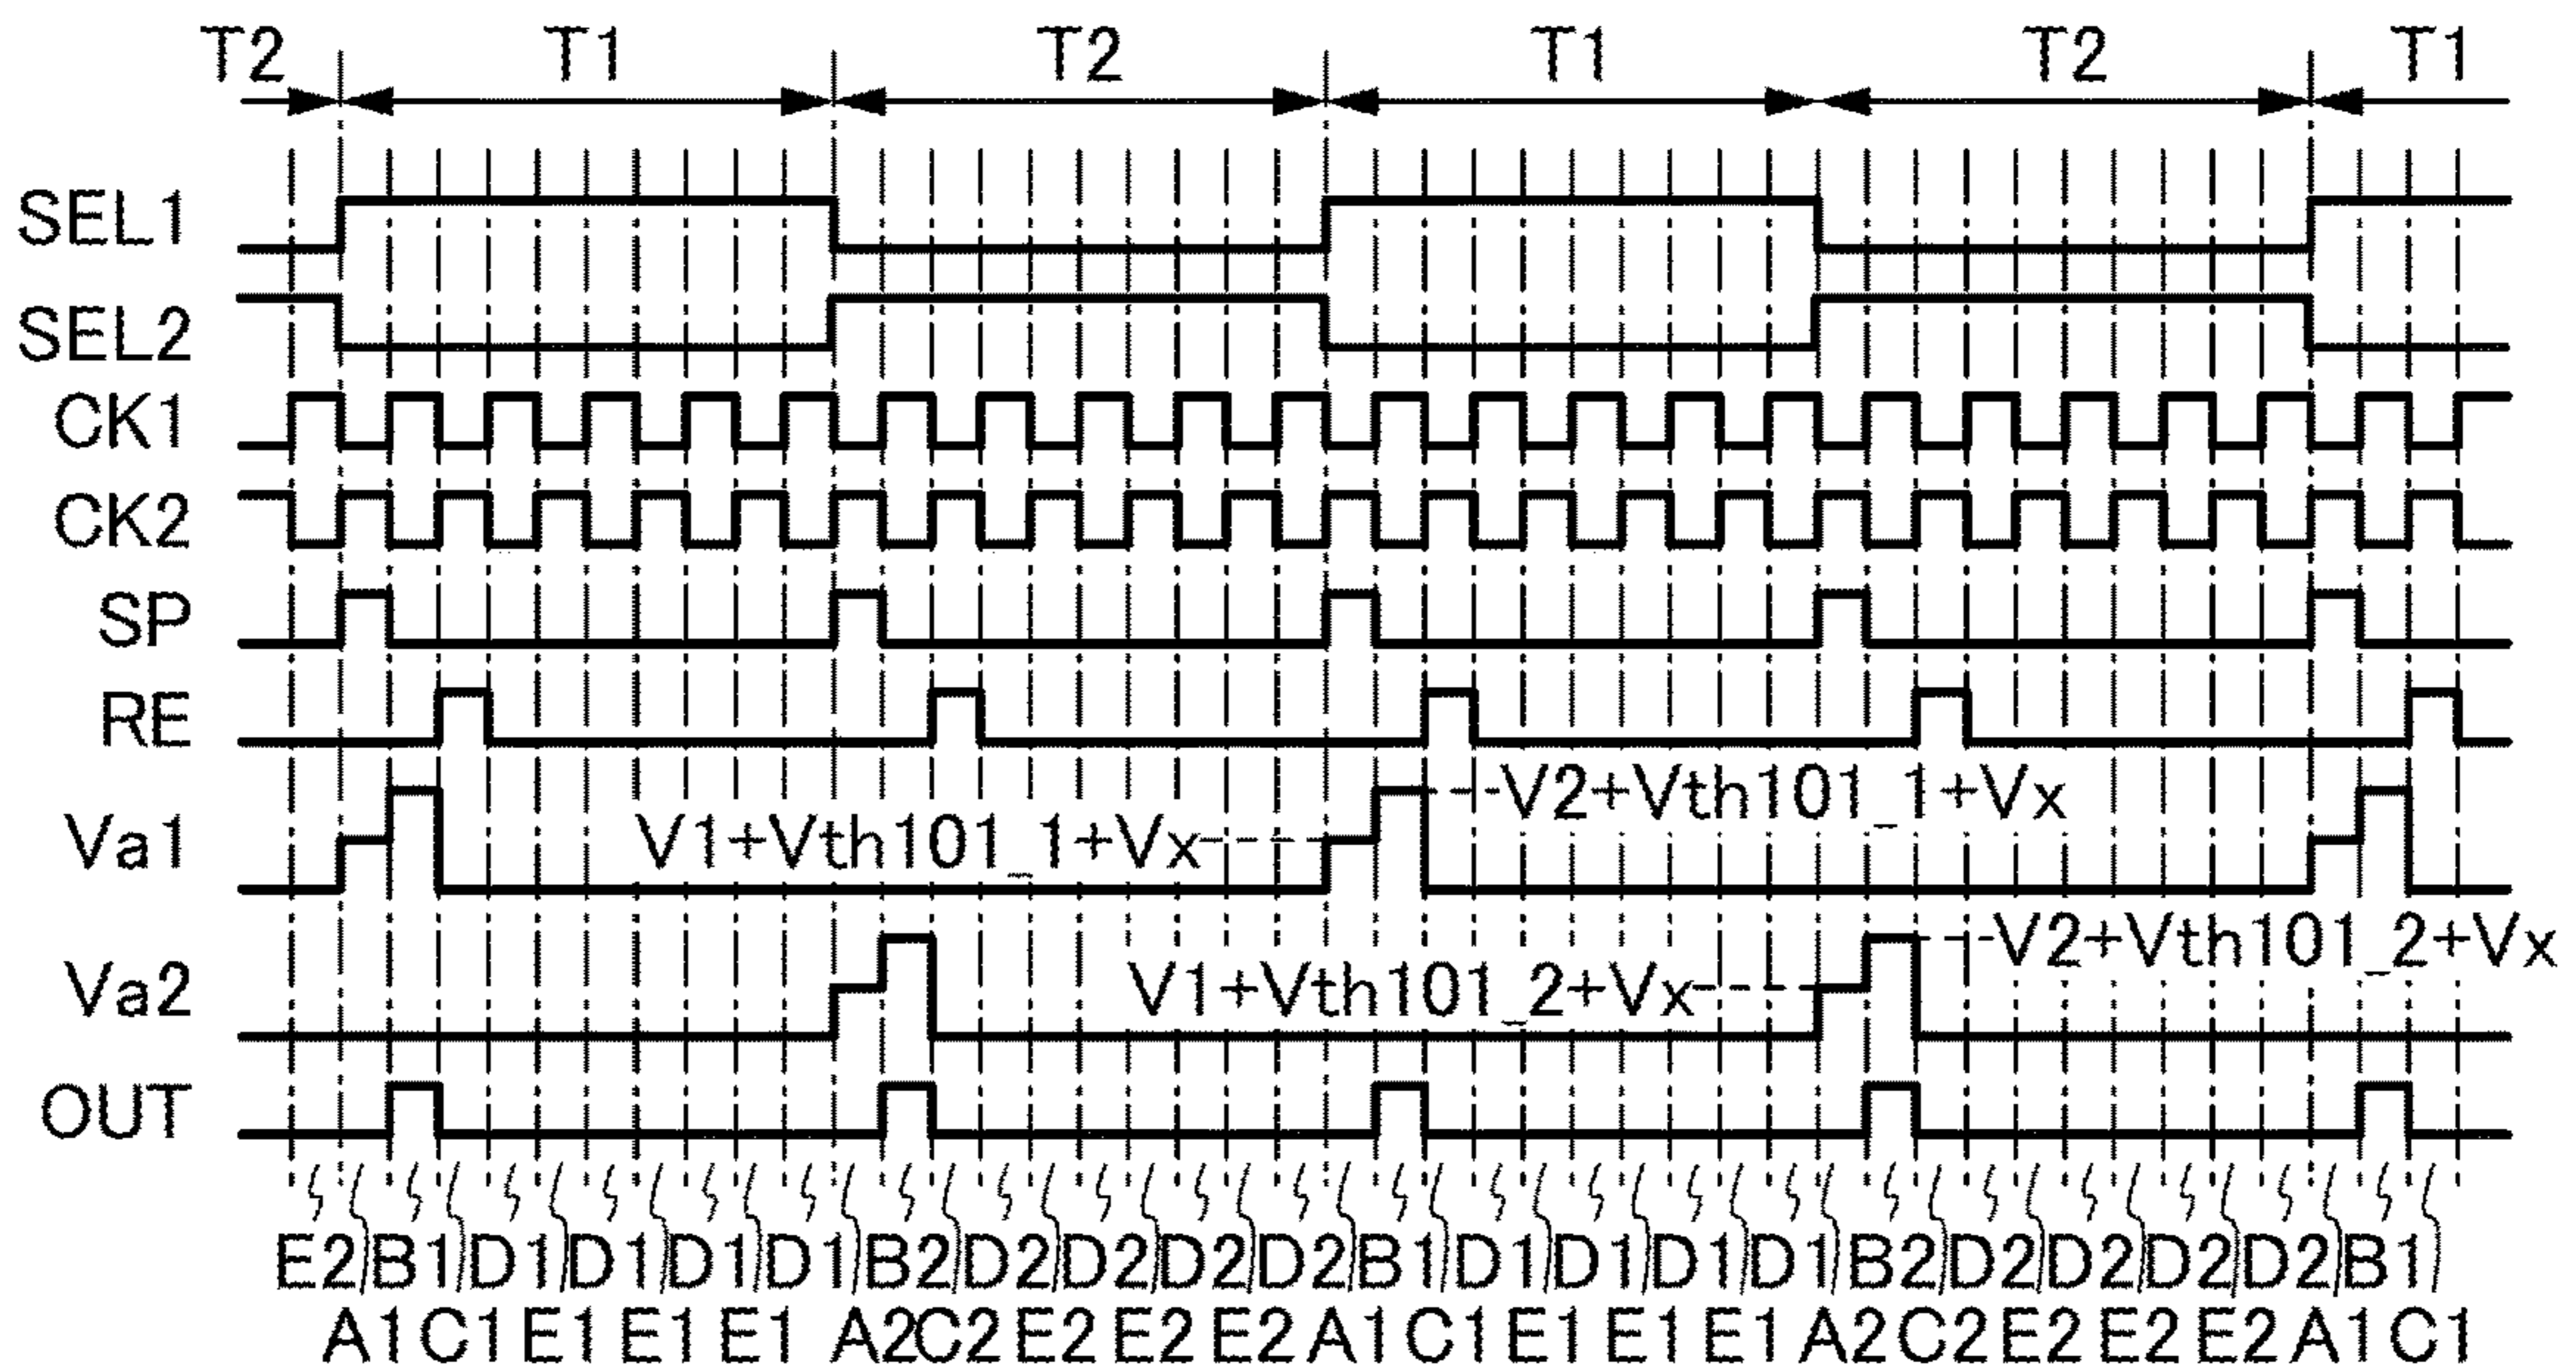 T2 T1 T2 T1 T2 T1
SEL1
SEL2
CK1
CK2
SP
RE
V2+Vth101_1+Vx
Va1 V1+Vth101_1+Vx
V2+Vth101_2+Vx
Va2 V1+Vth101_2+Vx
OUT
E2 B1 D1 D1 D1 D1 B2 D2 D2 D2 D2 B1 D1 D1 D1 D1 B2 D2 D2 D2 D2 B1
A1 C1 E1 E1 E1 A2 C2 E2 E2 E2 A1 C1 E1 E1 E1 A2 C2 E2 E2 E2 A1 C1